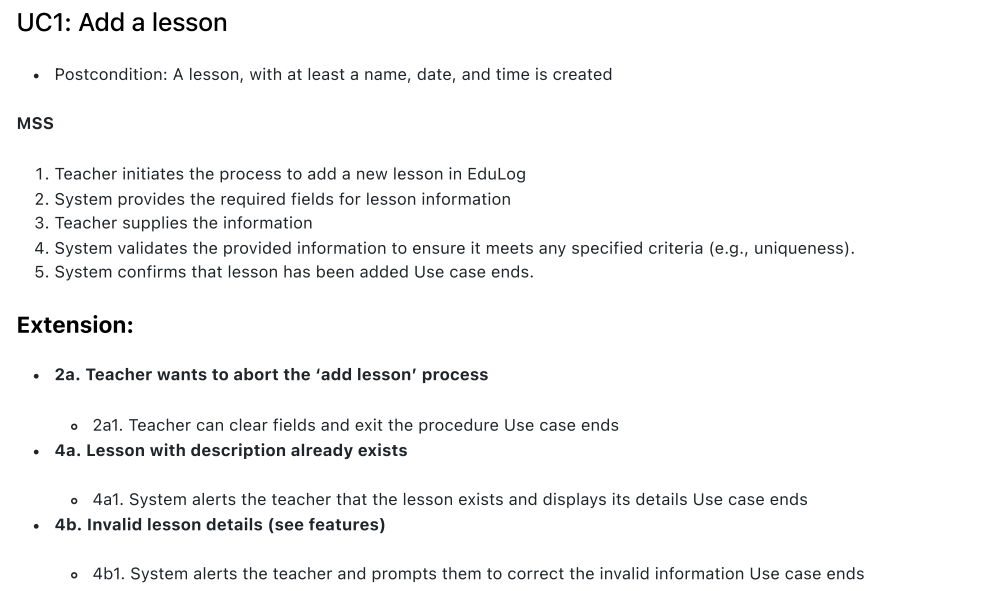 UC1: Add a lesson
• Postcondition: A lesson, with at least a name, date, and time is created
MSS
1. Teacher initiates the process to add a new lesson in EduLog
2. System provides the required fields for lesson information
3. Teacher supplies the information
4. System validates the provided information to ensure it meets any specified criteria (e.g., uniqueness).
5. System confirms that lesson has been added Use case ends.
Extension:
• 2a. Teacher wants to abort the ‘add lesson’ process
◦ 2a1. Teacher can clear fields and exit the procedure Use case ends
• 4a. Lesson with description already exists
◦ 4a1. System alerts the teacher that the lesson exists and displays its details Use case ends
• 4b. Invalid lesson details (see features)
◦ 4b1. System alerts the teacher and prompts them to correct the invalid information Use case ends